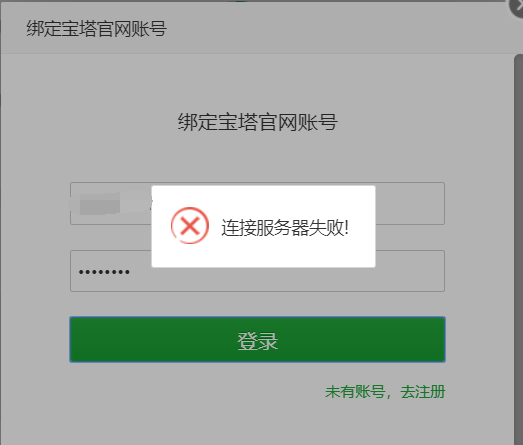 绑定宝塔官网账号
绑定宝塔官网账号
连接服务器失败!
••••••••
登录
未有账号，去注册